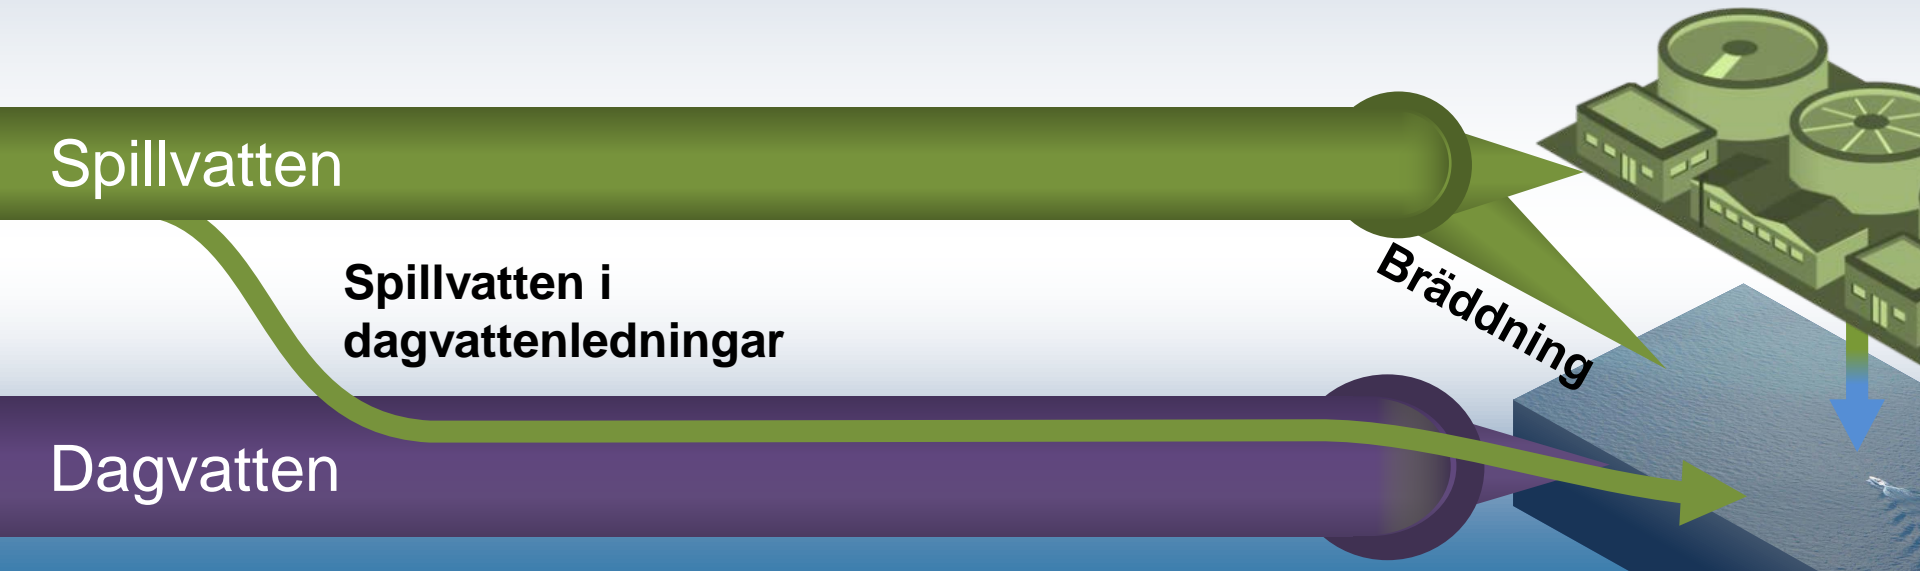 Spillvatten
Spillvatten i
dagvattenledningar
Bräddning
Dagvatten